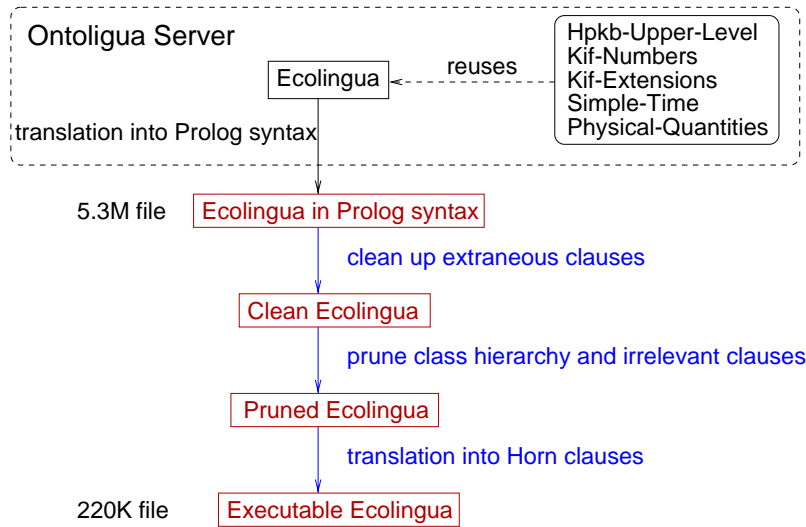 Ontoligua Server
Hpkb-Upper-Level
Kif-Numbers
Kif-Extensions
Simple-Time
Physical-Quantities
reuses
Ecolingua
translation into Prolog syntax
5.3M file
Ecolingua in Prolog syntax
clean up extraneous clauses
Clean Ecolingua
prune class hierarchy and irrelevant clauses
Pruned Ecolingua
translation into Horn clauses
220K file
Executable Ecolingua